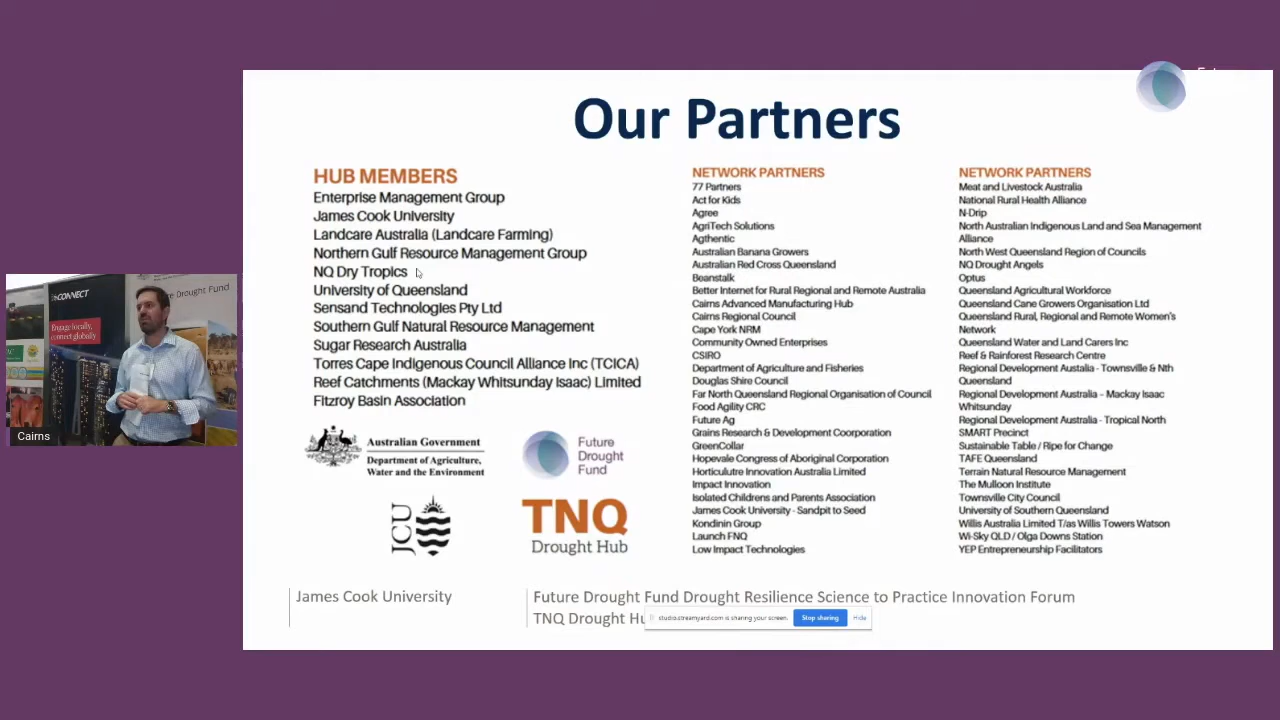 Our Partners
HUB MEMBERS
Enterprise Management Group
James Cook University
Landcare Australia (Landcare Farming)
Northern Gulf Resource Management Group
NQ Dry Tropics
University of Queensland
Sensand Technologies Pty Ltd
Southern Gulf Natural Resource Management
Sugar Research Australia
Torres Cape Indigenous Council Alliance Inc (TCICA)
Reef Catchments (Mackay Whitsunday Isaac) Limited
Fitzroy Basin Association
Australian Government
Department of Agriculture,
Water and the Environment
Future
Drought
Fund
JCU
TNQ
Drought Hub
NETWORK PARTNERS
77 Partners
Act for Kids
Agree
AgriTech Solutions
Agthentic
Australian Banana Growers
Australian Red Cross Queensland
Beanstalk
Better Internet for Rural Regional and Remote Australia
Cairns Advanced Manufacturing Hub
Cairns Regional Council
Cape York NRM
Community Owned Enterprises
CSIRO
Department of Agriculture and Fisheries
Douglas Shire Council
Far North Queensland Regional Organisation of Council
Food Agility CRC
Future Ag
Grains Research & Development Coorporation
GreenCollar
Hopevale Congress of Aboriginal Corporation
Horticulutre Innovation Australia Limited
Impact Innovation
Isolated Childrens and Parents Association
James Cook University - Sandpit to Seed
Kondinin Group
Launch FNQ
Low Impact Technologies
NETWORK PARTNERS
Meat and Livestock Australia
National Rural Health Alliance
N-Drip
North Australian Indigenous Land and Sea Management
Alliance
North West Queensland Region of Councils
NQ Drought Angels
Optus
Queensland Agricultural Workforce
Queensland Cane Growers Organisation Ltd
Queensland Rural, Regional and Remote Women's
Network
Queensland Water and Land Carers Inc
Reef & Rainforest Research Centre
Regional Development Austalia - Townsville & Nth
Queensland
Regional Development Australia – Mackay Isaac
Whitsunday
Regional Development Australia - Tropical North
SMART Precinct
Sustainable Table / Ripe for Change
TAFE Queensland
Terrain Natural Resource Management
The Mulloon Institute
Townsville City Council
University of Southern Queensland
Willis Australia Limited T/as Willis Towers Watson
Wi-Sky QLD / Olga Downs Station
YEP Entrepreneurship Facilitators
CONNECT
Engage locally,
connect globally
Drought Fund
Cairns
James Cook University
Future Drought Fund Drought Resilience Science to Practice Innovation Forum
TNQ Drought
studio.streamyard.com is sharing your screen.
Stop sharing
Hide